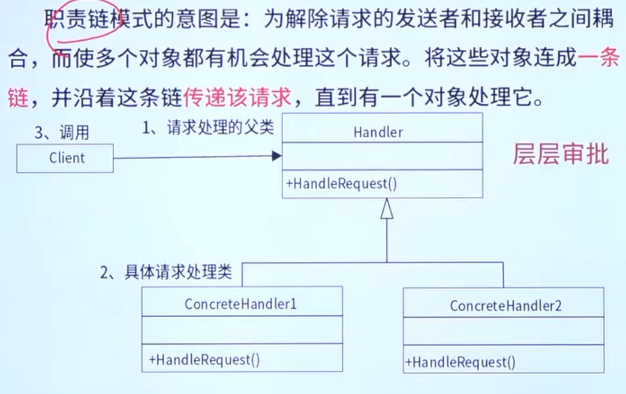 职责链模式的意图是：为解除请求的发送者和接收者之间耦
合，而使多个对象都有机会处理这个请求。将这些对象连成一条
链，并沿着这条链传递该请求，直到有一个对象处理它。
3、调用
1、请求处理的父类
Handler
Client
层层审批
+HandleRequest()
2、具体请求处理类
ConcreteHandler1
ConcreteHandler2
+HandleRequest()
+HandleRequest()